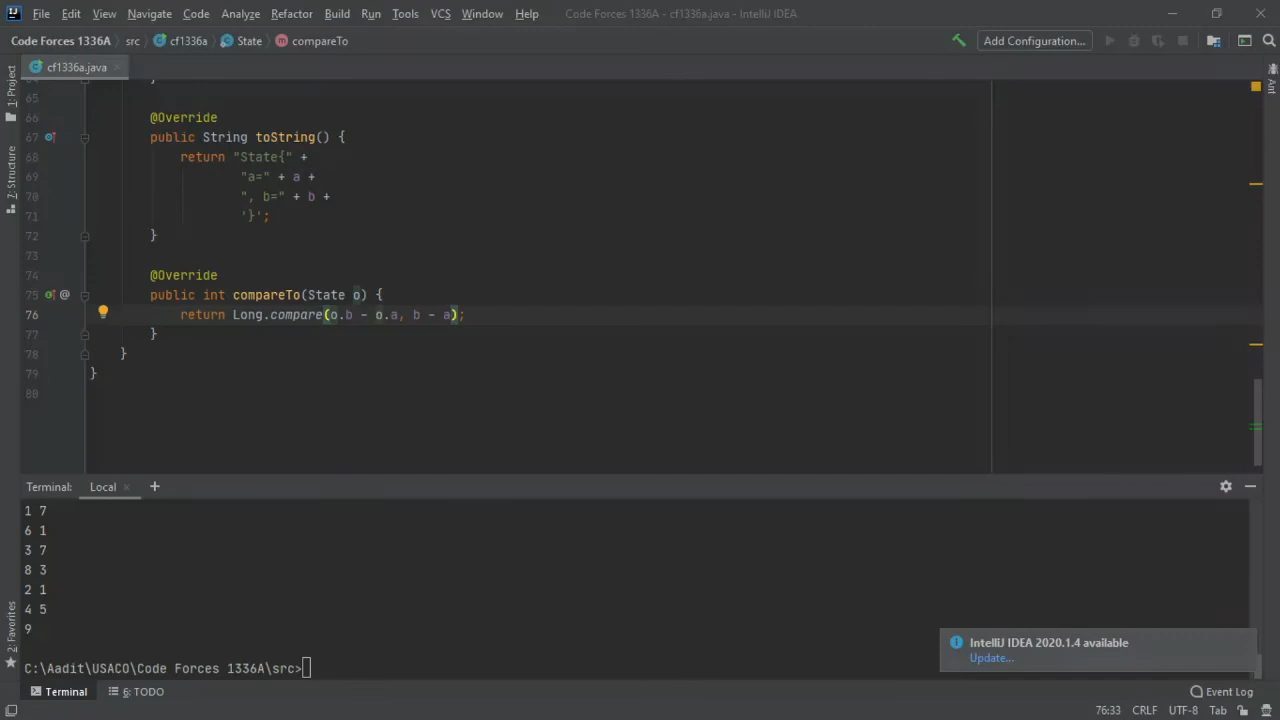 File Edit View Navigate Code Analyze Refactor Build Run Tools VCS Window Help Code Forces 1336A - cf1336a.java - IntelliJ IDEA
Code Forces 1336A src cf1336a State compareTo Add Configuration...
cf1336a.java
1: Project
7: Structure
2: Favorites
Ant
65
66 @Override
67 public String toString() {
68 return "State{" +
69 "a=" + a +
70 ", b=" + b +
71 '}';
72 }
73
74 @Override
75 @ public int compareTo(State o) {
76 return Long.compare(o.b - o.a, b - a);
77 }
78 }
79 }
80
Terminal: Local +
1 7
6 1
3 7
8 3
2 1
4 5
9
C:\Aadit\USACO\Code Forces 1336A\src>
IntelliJ IDEA 2020.1.4 available
Update...
Terminal 6: TODO Event Log
76:33 CRLF UTF-8 Tab